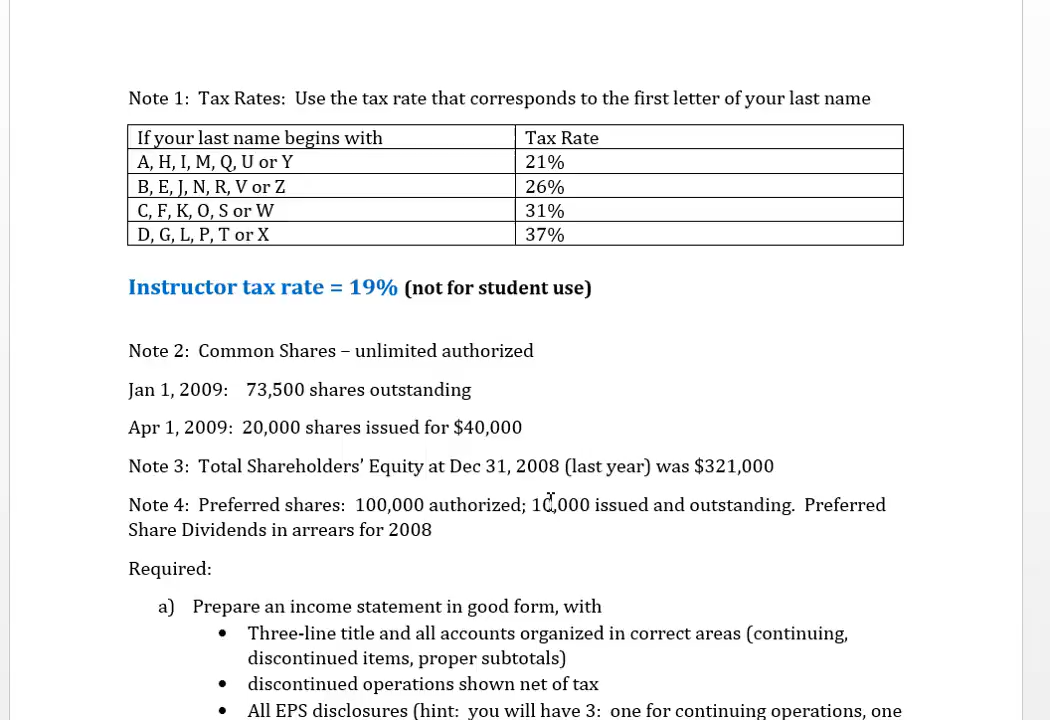 Note 1:  Tax Rates:  Use the tax rate that corresponds to the first letter of your last name
If your last name begins with  Tax Rate
A, H, I, M, Q, U or Y  21%
B, E, J, N, R, V or Z  26%
C, F, K, O, S or W  31%
D, G, L, P, T or X  37%
Instructor tax rate = 19% (not for student use)
Note 2:  Common Shares – unlimited authorized
Jan 1, 2009:    73,500 shares outstanding
Apr 1, 2009:  20,000 shares issued for $40,000
Note 3:  Total Shareholders’ Equity at Dec 31, 2008 (last year) was $321,000
Note 4:  Preferred shares:  100,000 authorized; 10,000 issued and outstanding.  Preferred
Share Dividends in arrears for 2008
Required:
a)  Prepare an income statement in good form, with
• Three-line title and all accounts organized in correct areas (continuing,
discontinued items, proper subtotals)
• discontinued operations shown net of tax
• All EPS disclosures (hint:  you will have 3:  one for continuing operations, one